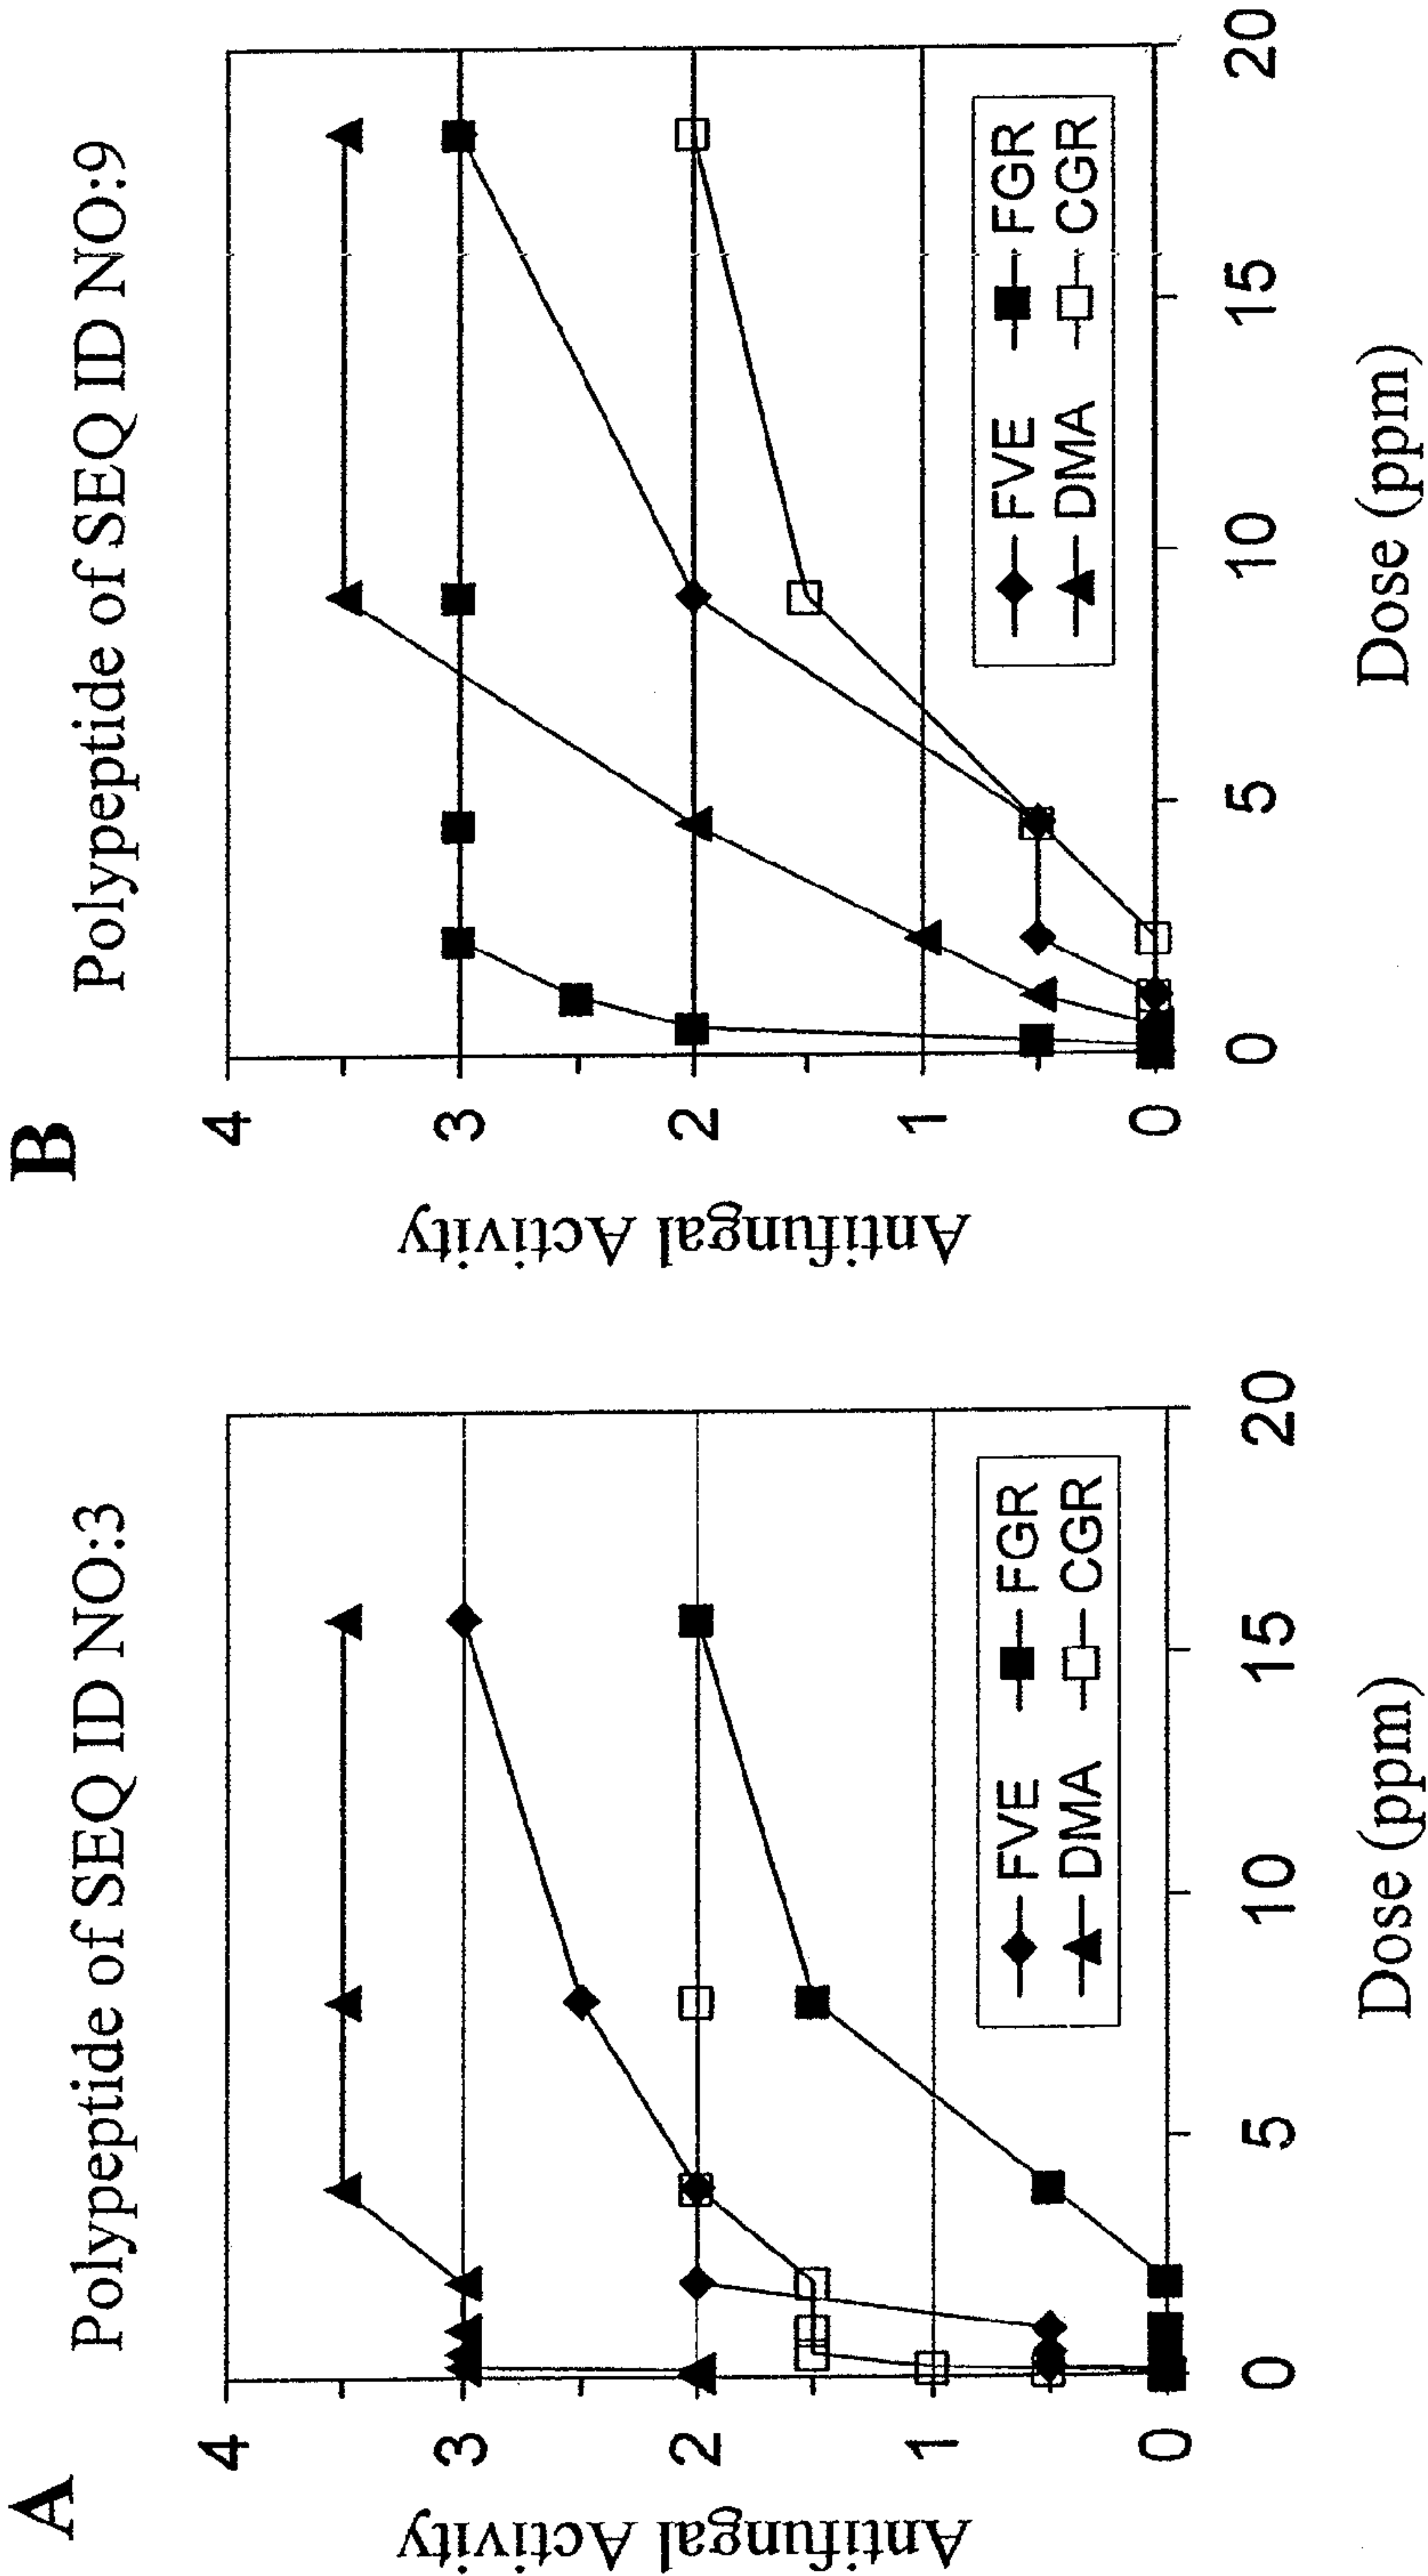 A
Polypeptide of SEQ ID NO:3
Antifungal Activity
4
3
2
1
0
FVE FGR
DMA CGR
0 5 10 15 20
Dose (ppm)
B
Polypeptide of SEQ ID NO:9
Antifungal Activity
4
3
2
1
0
FVE FGR
DMA CGR
0 5 10 15 20
Dose (ppm)